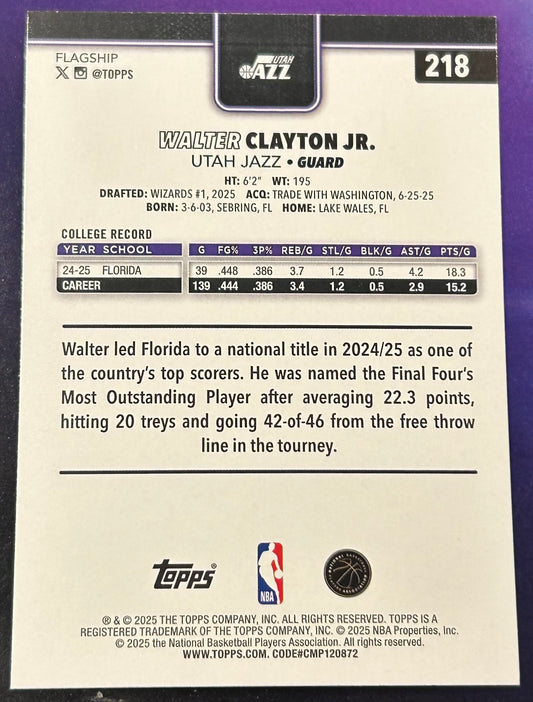 FLAGSHIP
@TOPPS
UTAH
JAZZ
218
WALTER CLAYTON JR.
UTAH JAZZ • GUARD
HT: 6'2" WT: 195
DRAFTED: WIZARDS #1, 2025 ACQ: TRADE WITH WASHINGTON, 6-25-25
BORN: 3-6-03, SEBRING, FL HOME: LAKE WALES, FL
COLLEGE RECORD
YEAR SCHOOL G FG% 3P% REB/G STL/G BLK/G AST/G PTS/G
24-25 FLORIDA 39 .448 .386 3.7 1.2 0.5 4.2 18.3
CAREER 139 .444 .386 3.4 1.2 0.5 2.9 15.2
Walter led Florida to a national title in 2024/25 as one of
the country's top scorers. He was named the Final Four's
Most Outstanding Player after averaging 22.3 points,
hitting 20 treys and going 42-of-46 from the free throw
line in the tourney.
Topps®
NBA
® & © 2025 THE TOPPS COMPANY, INC. ALL RIGHTS RESERVED. TOPPS IS A
REGISTERED TRADEMARK OF THE TOPPS COMPANY, INC. © 2025 NBA Properties, Inc.
© 2025 the National Basketball Players Association. All rights reserved.
WWW.TOPPS.COM. CODE#CMP120872